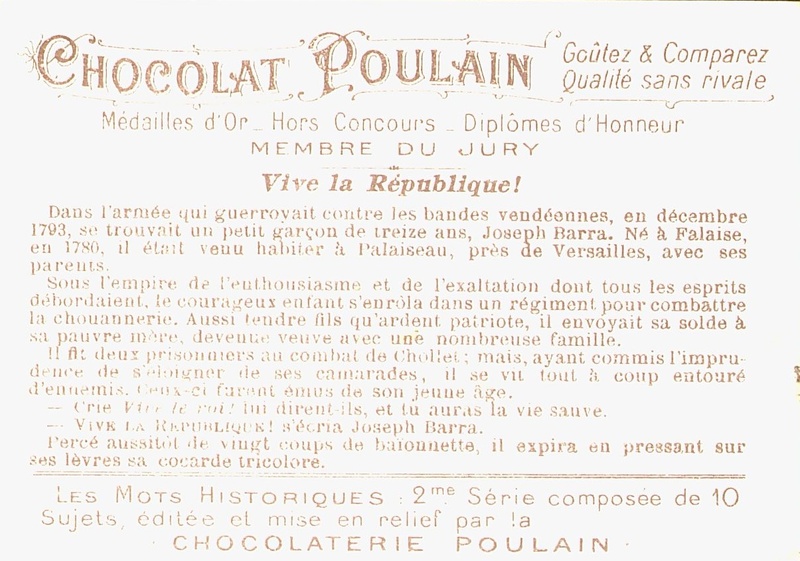 CHOCOLAT POULAIN
Goûtez & Comparez
Qualité sans rivale
Médailles d'Or _ Hors Concours _ Diplômes d'Honneur
MEMBRE DU JURY
Vive la République!
Dans l'armée qui guerroyait contre les bandes vendéennes, en décembre
1793, se trouvait un petit garçon de treize ans, Joseph Barra. Né à Falaise,
en 1780, il était venu habiter à Palaiseau, près de Versailles, avec ses
parents.
Sous l'empire de l'enthousiasme et de l'exaltation dont tous les esprits
débordaient, le courageux enfant s'enrôla dans un régiment pour combattre
la chouannerie. Aussi tendre fils qu'ardent patriote, il envoyait sa solde à
sa pauvre mère, devenue veuve avec une nombreuse famille.
Il fit deux prisonniers au combat de Chollet; mais, ayant commis l'impru-
dence de s'éloigner de ses camarades, il se vit tout à coup entouré
d'ennemis. Ceux-ci furent émus de son jeune âge.
— Crie Vive le roi! lui dirent-ils, et tu auras la vie sauve.
— VIVE LA RÉPUBLIQUE! s'écria Joseph Barra.
Percé aussitôt de vingt coups de baïonnette, il expira en pressant sur
ses lèvres sa cocarde tricolore.
LES MOTS HISTORIQUES : 2me Série composée de 10
Sujets, éditée et mise en relief par la
CHOCOLATERIE POULAIN